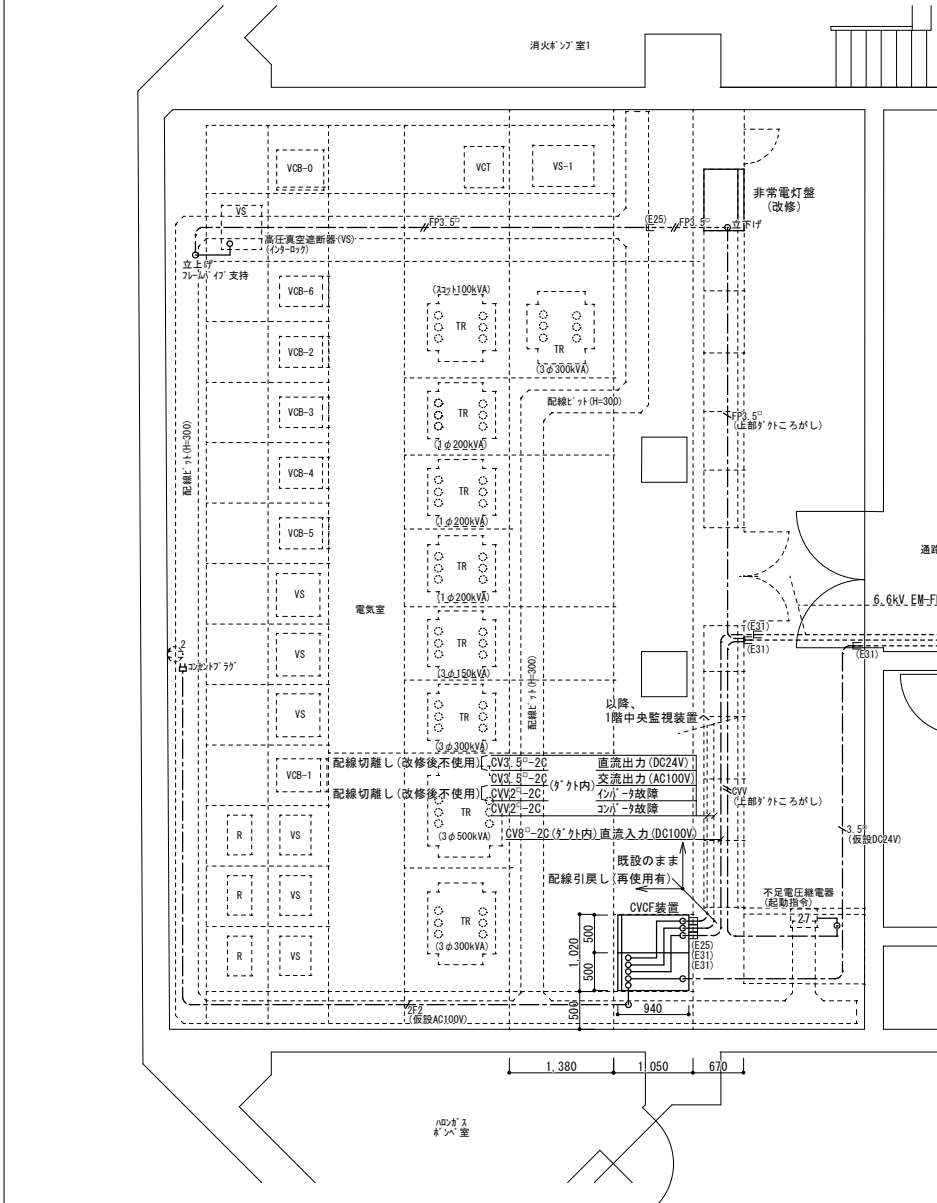 消火ポンプ室1
VCB-0
VCT
VS-1
非常電灯盤
(改修)
VS
FP3.5□
(E25)
FP3.5□
立下げ
高圧真空遮断器(VS)
(インターロック)
立上げ
フレームパイプ支持
VCB-6
(スコット100kVA)
TR
TR
(3φ300kVA)
VCB-2
配線ピット(H=300)
VCB-3
TR
(1φ200kVA)
FP3.5□
(上部ダクトころがし)
配線ピット(H=300)
VCB-4
TR
(1φ200kVA)
VCB-5
通路
TR
(1φ200kVA)
VS
電気室
6.6kV EM-F
(E31)
(E31)
(E31)
2
コンセントプラグ
VS
TR
(3φ150kVA)
配線ピット(H=300)
VS
TR
(3φ300kVA)
以降、
1階中央監視装置へ
配線切離し(改修後不使用)
CV3.5□-2C
直流出力(DC24V)
CV3.5□-2C
(ダクト内)
交流出力(AC100V)
配線切離し(改修後不使用)
CVV2□-2C
インバータ故障
CVV2□-2C
コンバータ故障
VCB-1
CVV
(上部ダクトころがし)
TR
(3φ500kVA)
CV8□-2C(ダクト内)
直流入力(DC100V)
3.5□
(仮設DC24V)
R
VS
既設のまま
配線引戻し(再使用有)
R
VS
CVCF装置
不足電圧継電器
(起動指令)
27
TR
(3φ300kVA)
R
VS
(E25)
(E31)
(E31)
1,020
500
500
500
940
2F2
(仮設AC100V)
1,380
1,050
670
ハロンガス
ボンベ室